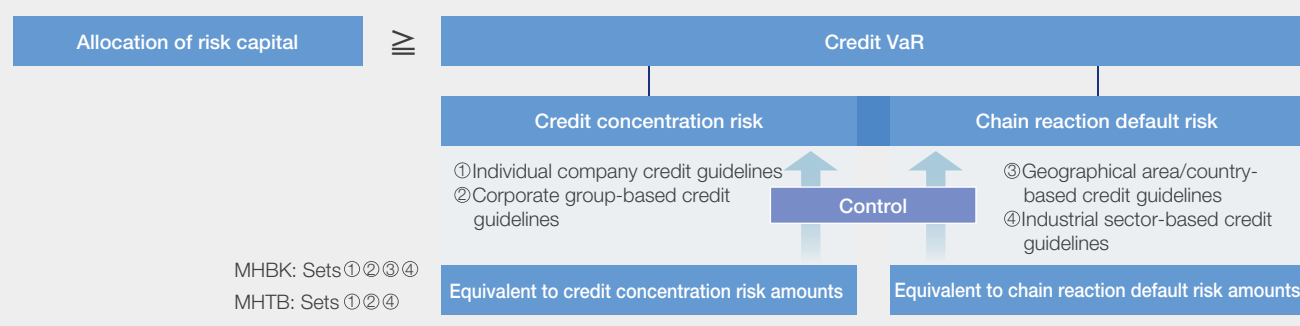 Allocation of risk capital
≧
Credit VaR
Credit concentration risk
Chain reaction default risk
①Individual company credit guidelines
②Corporate group-based credit
guidelines
③Geographical area/country-
based credit guidelines
④Industrial sector-based credit
guidelines
Control
MHBK: Sets①②③④
MHTB: Sets ①②④
Equivalent to credit concentration risk amounts
Equivalent to chain reaction default risk amounts